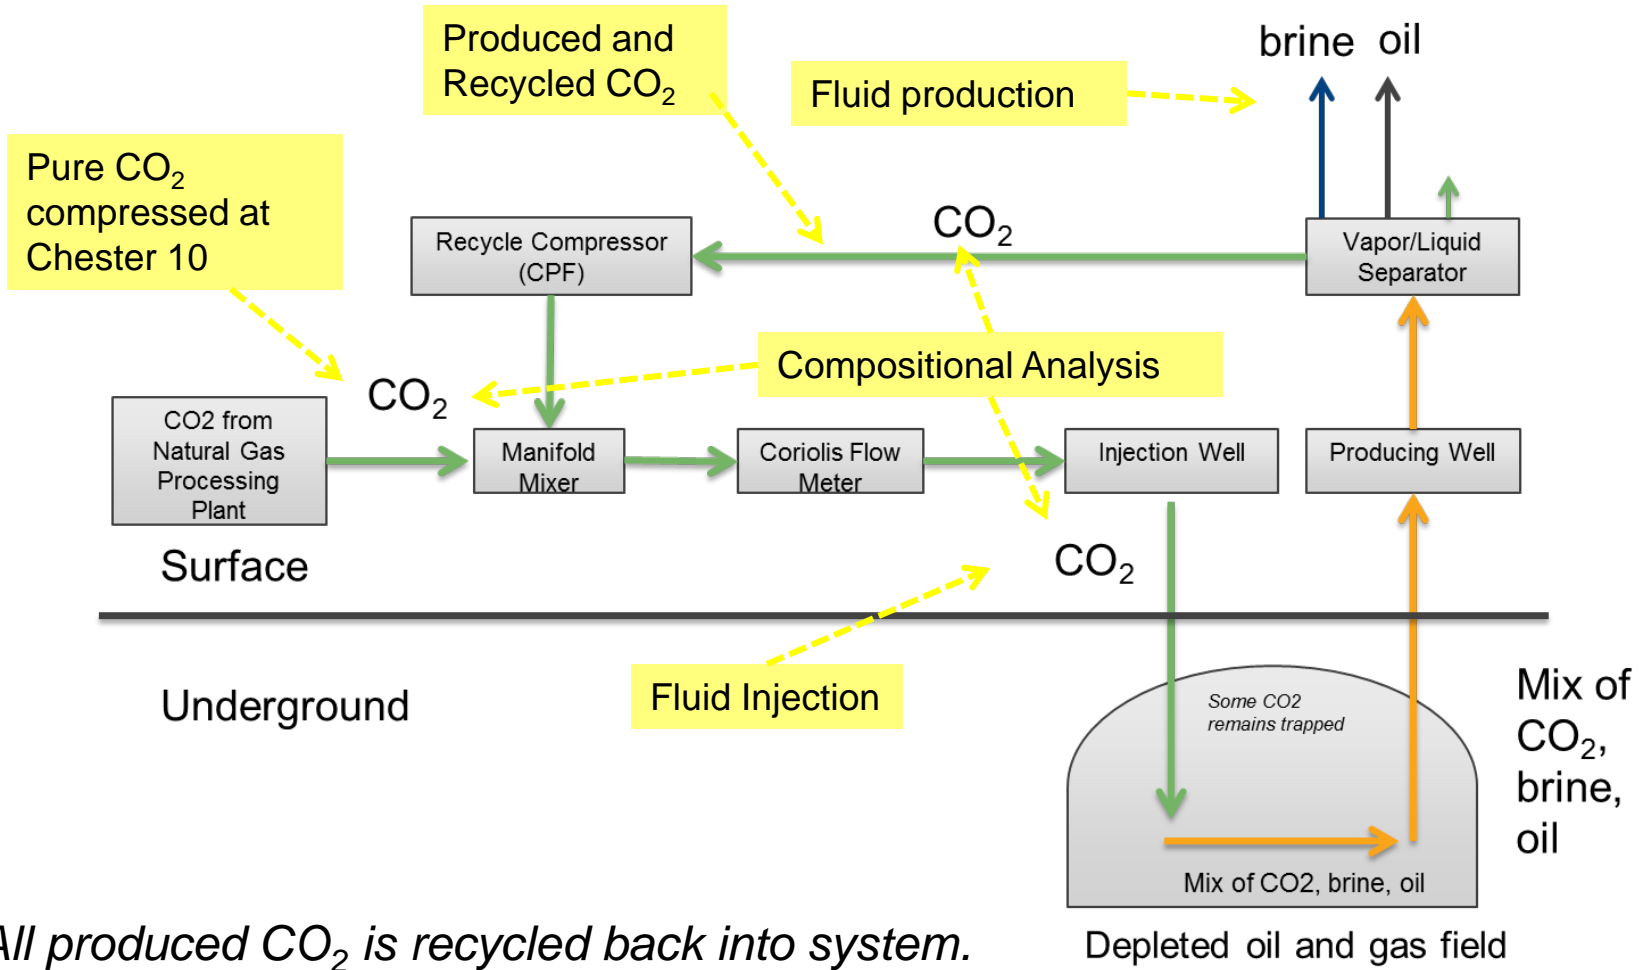 Produced and
Recycled CO₂
brine oil
Fluid production
Pure CO₂
compressed at
Chester 10
Recycle Compressor
(CPF)
CO₂
Vapor/Liquid
Separator
Compositional Analysis
CO₂
CO2 from
Natural Gas
Processing
Plant
Manifold
Mixer
Coriolis Flow
Meter
Injection Well
Producing Well
Surface
CO₂
Underground
Fluid Injection
Some CO2
remains trapped
Mix of
CO₂,
brine,
oil
Mix of CO2, brine, oil
All produced CO₂ is recycled back into system.
Depleted oil and gas field